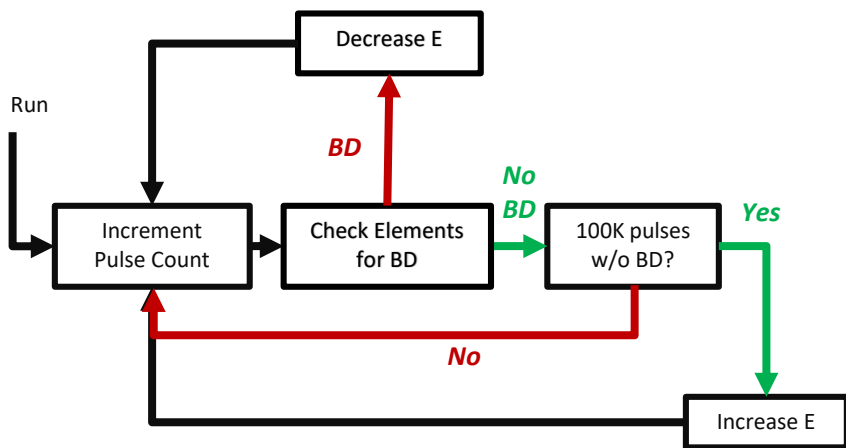 Decrease E
Run
BD
No
BD
Yes
Increment
Pulse Count
Check Elements
for BD
100K pulses
w/o BD?
No
Increase E